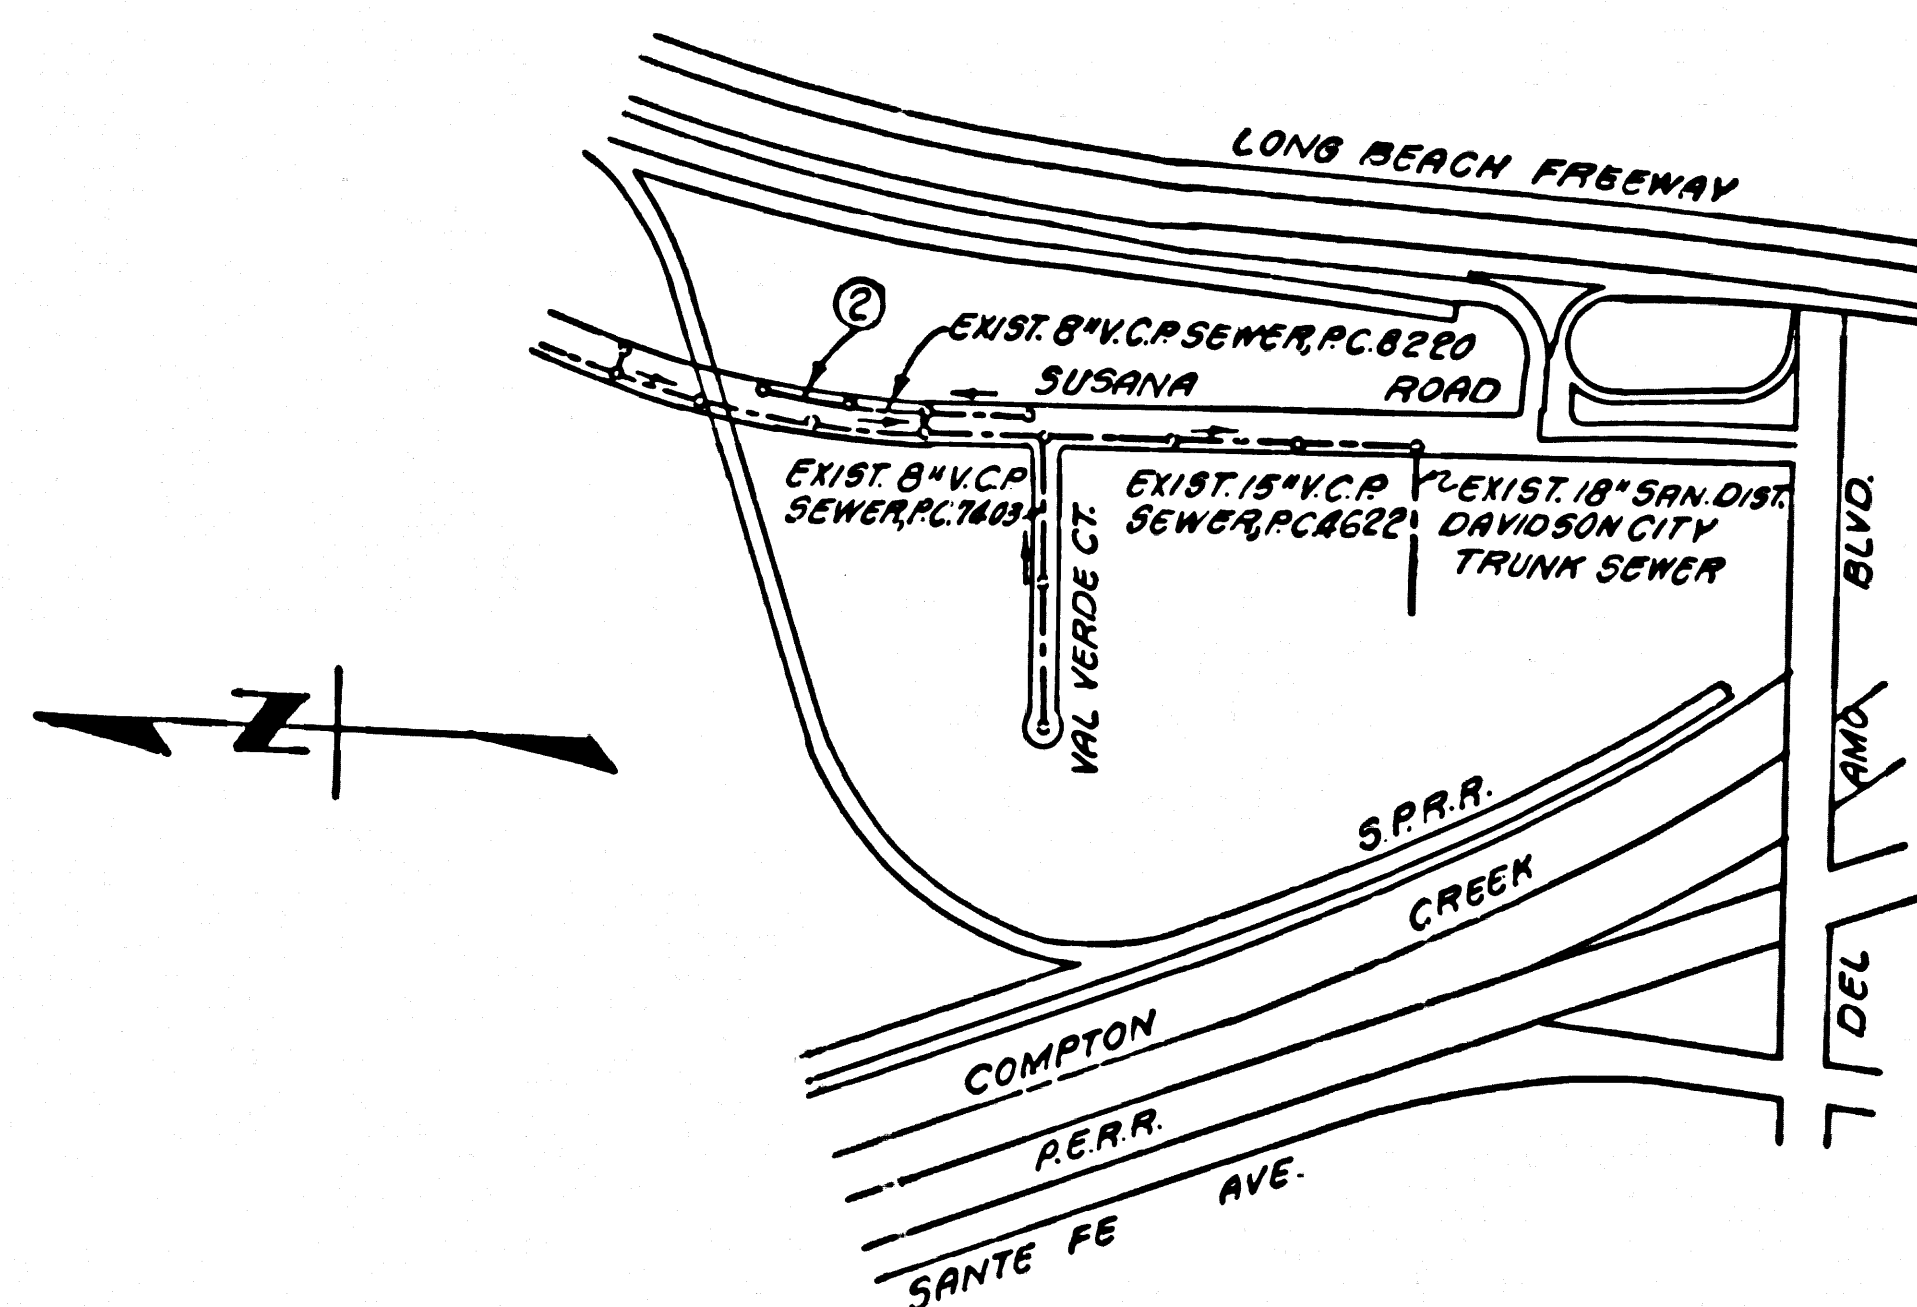 LONG BEACH FREEWAY
2
EXIST. 8" V.C.P. SEWER, P.C. 8220
SUSANA ROAD
EXIST. 8" V.C.P.
SEWER, P.C. 7403
EXIST. 15" V.C.P.
SEWER, P.C. 4622
EXIST. 18" SAN. DIST.
DAVIDSON CITY
TRUNK SEWER
VAL VERDE CT.
N
DEL AMO BLVD.
S.P.R.R.
COMPTON CREEK
P.E.R.R.
SANTE FE AVE.